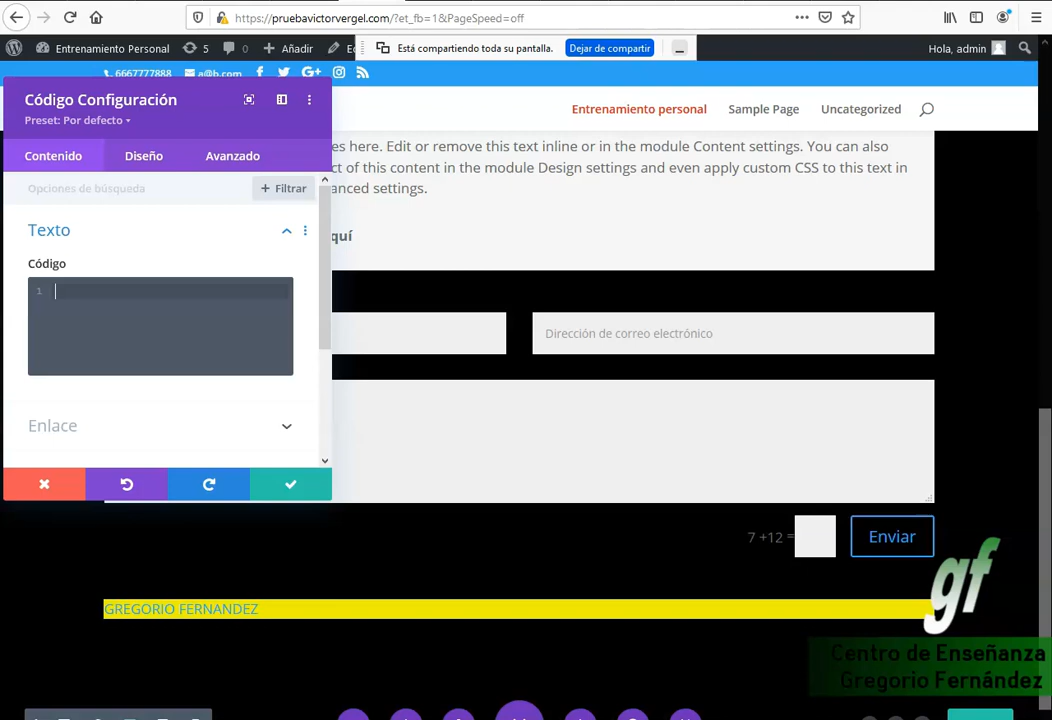 https://pruebavictorvergel.com/?et_fb=1&PageSpeed=off
Entrenamiento Personal
5
0
Añadir
Está compartiendo toda su pantalla.
Dejar de compartir
Hola, admin
6667777888
a@b.com
Código Configuración
Preset: Por defecto
Entrenamiento personal
Sample Page
Uncategorized
Contenido
Diseño
Avanzado
es here. Edit or remove this text inline or in the module Content settings. You can also
ct of this content in the module Design settings and even apply custom CSS to this text in
anced settings.
Opciones de búsqueda
+ Filtrar
Texto
quí
Código
1
Dirección de correo electrónico
Enlace
7 +12 =
Enviar
gf
GREGORIO FERNANDEZ
Centro de Enseñanza
Gregorio Fernández